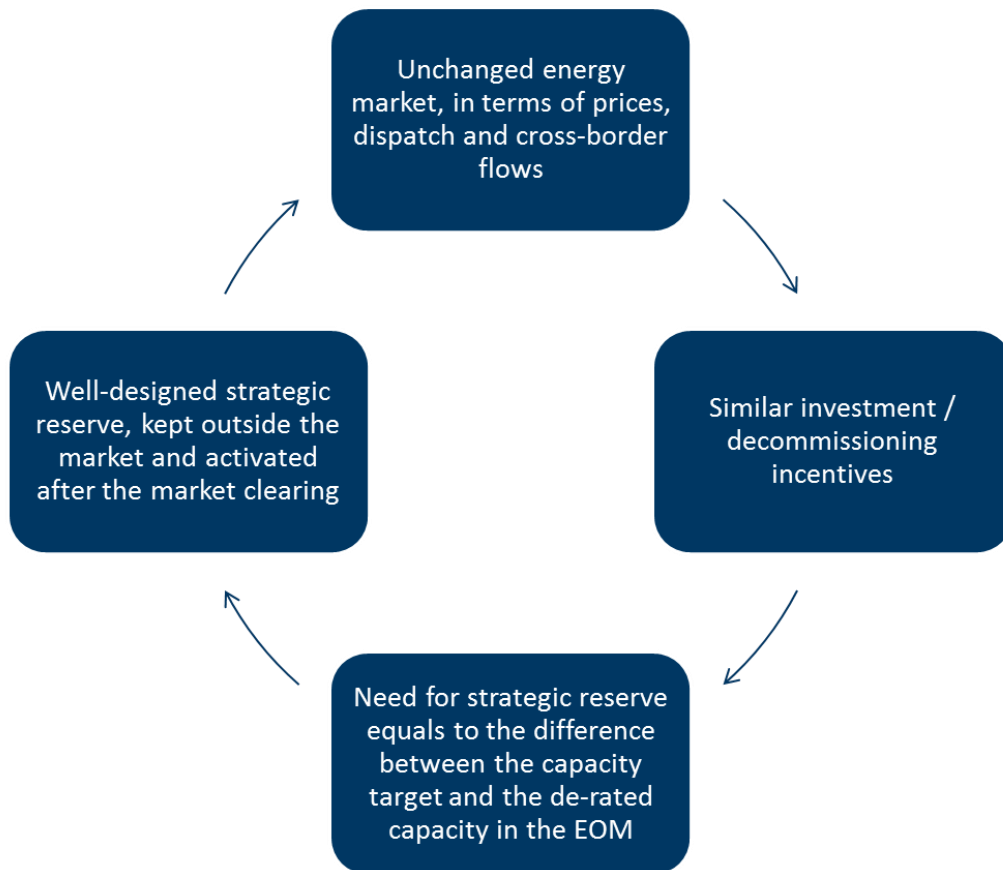 Unchanged energy
market, in terms of prices,
dispatch and cross-border
flows
Similar investment /
decommissioning
incentives
Need for strategic reserve
equals to the difference
between the capacity
target and the de-rated
capacity in the EOM
Well-designed strategic
reserve, kept outside the
market and activated
after the market clearing